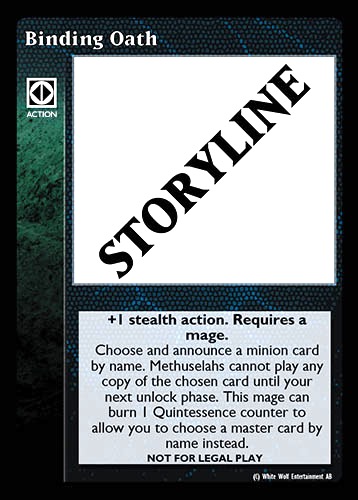 Binding Oath
ACTION
STORYLINE
+1 stealth action. Requires a
mage.
Choose and announce a minion card
by name. Methuselahs cannot play any
copy of the chosen card until your
next unlock phase. This mage can
burn 1 Quintessence counter to
allow you to choose a master card by
name instead.
NOT FOR LEGAL PLAY
(C) White Wolf Entertainment AB